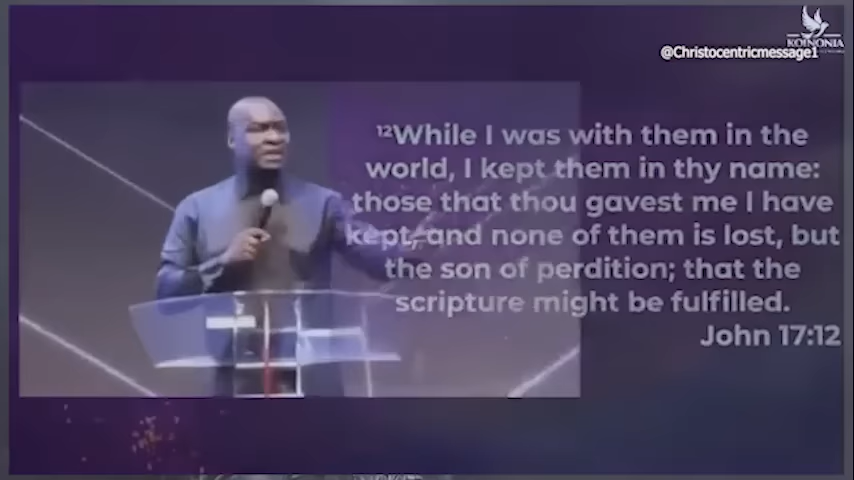 KOINONIA
@Christocentricmessage1
¹²While I was with them in the
world, I kept them in thy name:
those that thou gavest me I have
kept, and none of them is lost, but
the son of perdition; that the
scripture might be fulfilled.
John 17:12